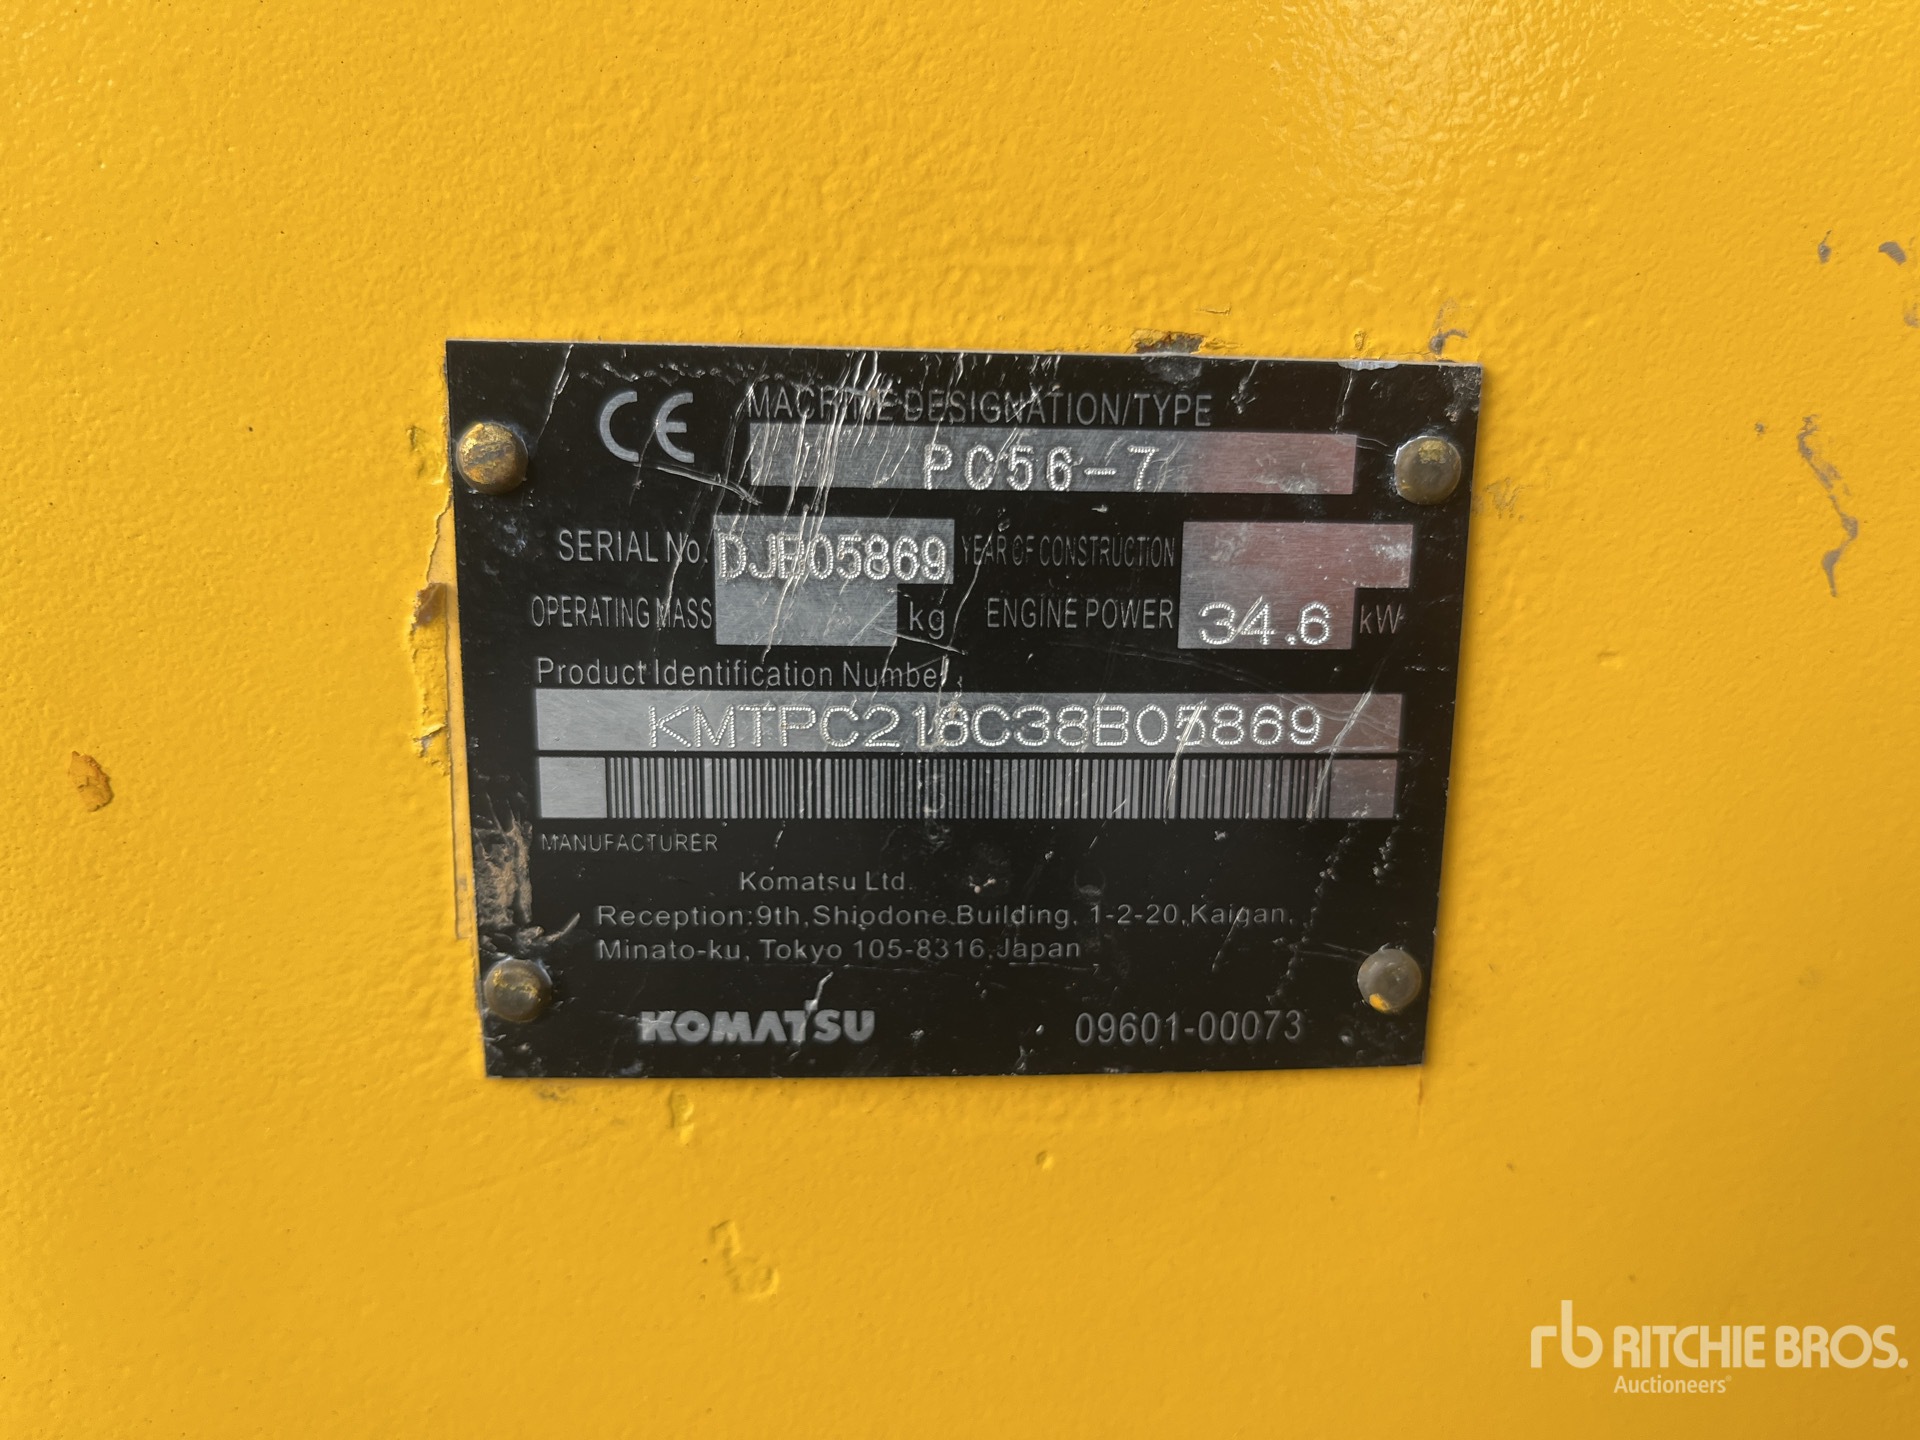 CE
MACHINE DESIGNATION/TYPE
PC56-7
SERIAL No. DJB05869 YEAR OF CONSTRUCTION
OPERATING MASS kg ENGINE POWER 34.6 kW
Product Identification Number
KMTPC218C38B05869
MANUFACTURER
Komatsu Ltd.
Reception:9th,Shiodone,Building, 1-2-20,Kaigan,
Minato-ku, Tokyo 105-8316,Japan
KOMATSU 09601-00073
rb RITCHIE BROS.
Auctioneers